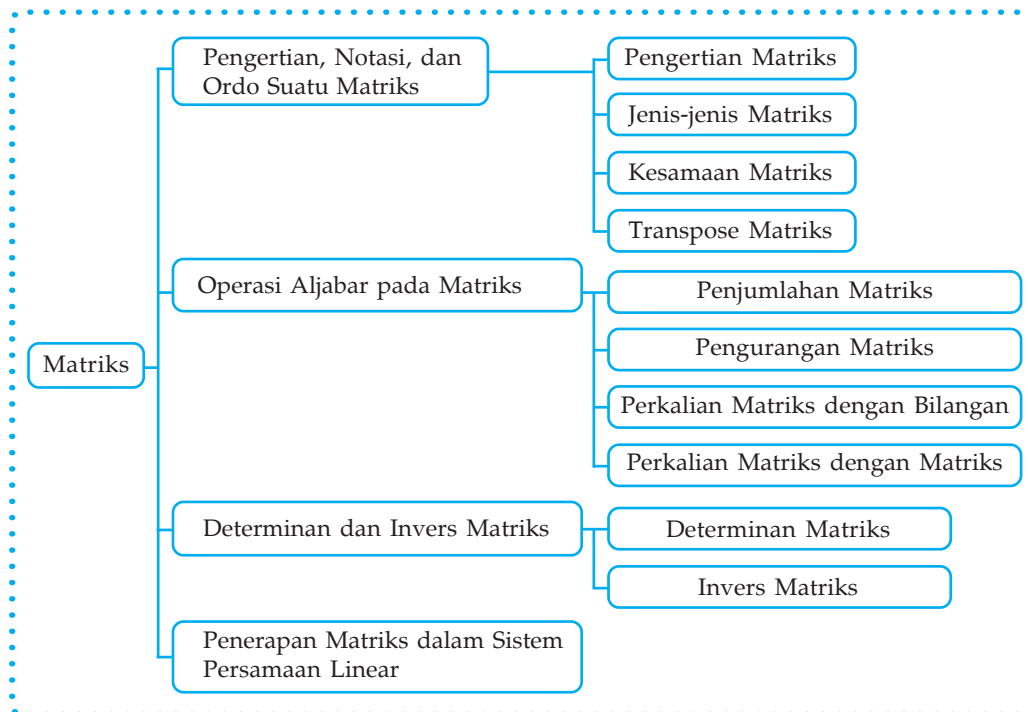 Matriks
Pengertian, Notasi, dan
Ordo Suatu Matriks
Pengertian Matriks
Jenis-jenis Matriks
Kesamaan Matriks
Transpose Matriks
Operasi Aljabar pada Matriks
Penjumlahan Matriks
Pengurangan Matriks
Perkalian Matriks dengan Bilangan
Perkalian Matriks dengan Matriks
Determinan dan Invers Matriks
Determinan Matriks
Invers Matriks
Penerapan Matriks dalam Sistem
Persamaan Linear